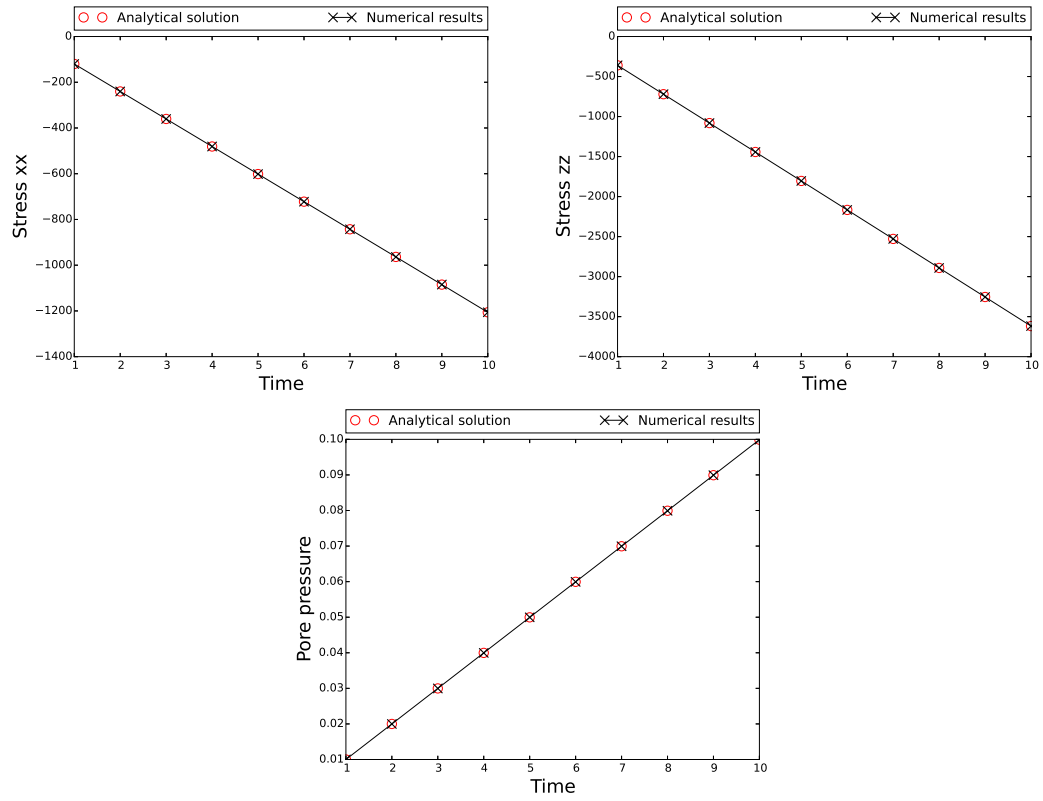 Analytical solution Numerical results
0
−200
−400
−600
−800
−1000
−1200
−1400
Stress xx
1 2 3 4 5 6 7 8 9 10
Time
Analytical solution Numerical results
0
−500
−1000
−1500
−2000
−2500
−3000
−3500
−4000
Stress zz
1 2 3 4 5 6 7 8 9 10
Time
Analytical solution Numerical results
0.10
0.09
0.08
0.07
0.06
0.05
0.04
0.03
0.02
0.01
Pore pressure
1 2 3 4 5 6 7 8 9 10
Time